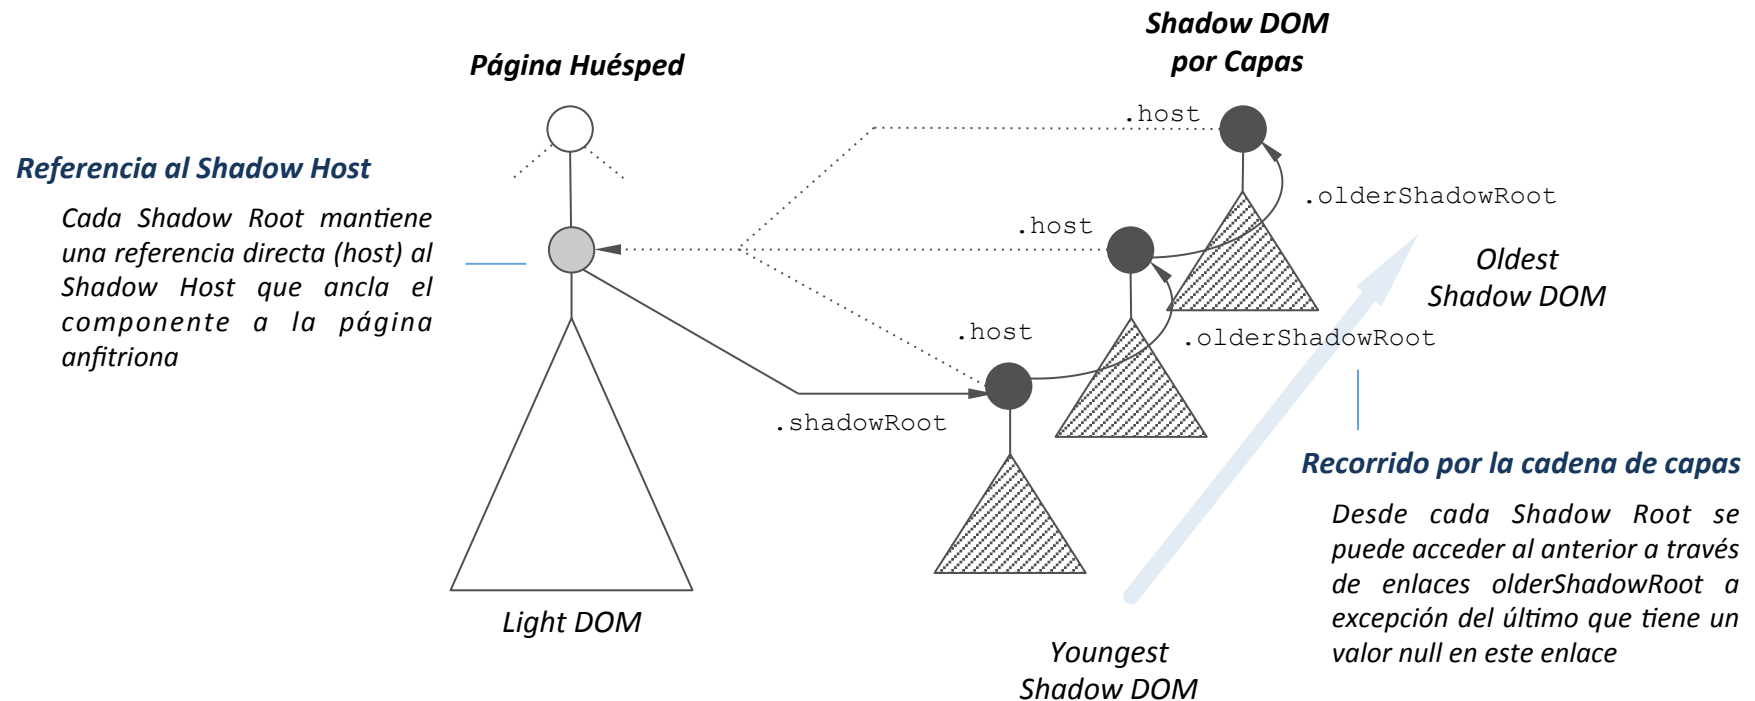 Shadow DOM
por Capas
Página Huésped
.host
Referencia al Shadow Host
Cada Shadow Root mantiene
una referencia directa (host) al
Shadow Host que ancla el
componente a la página
anfitriona
.olderShadowRoot
.host
Oldest
Shadow DOM
.host
.olderShadowRoot
.shadowRoot
Recorrido por la cadena de capas
Desde cada Shadow Root se
puede acceder al anterior a través
de enlaces olderShadowRoot a
excepción del último que tiene un
valor null en este enlace
Light DOM
Youngest
Shadow DOM